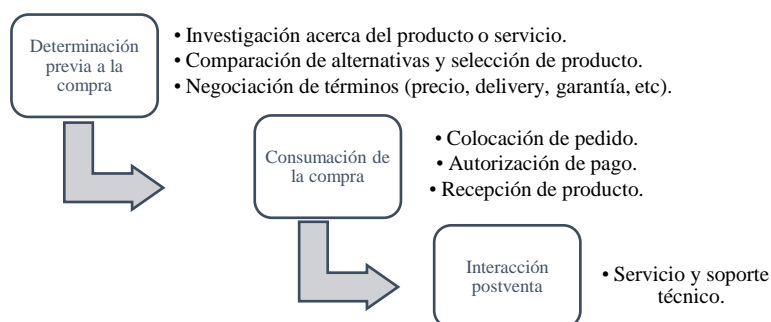 Determinación
previa a la
compra
• Investigación acerca del producto o servicio.
• Comparación de alternativas y selección de producto.
• Negociación de términos (precio, delivery, garantía, etc).
Consumación de
la compra
• Colocación de pedido.
• Autorización de pago.
• Recepción de producto.
Interacción
postventa
• Servicio y soporte
técnico.